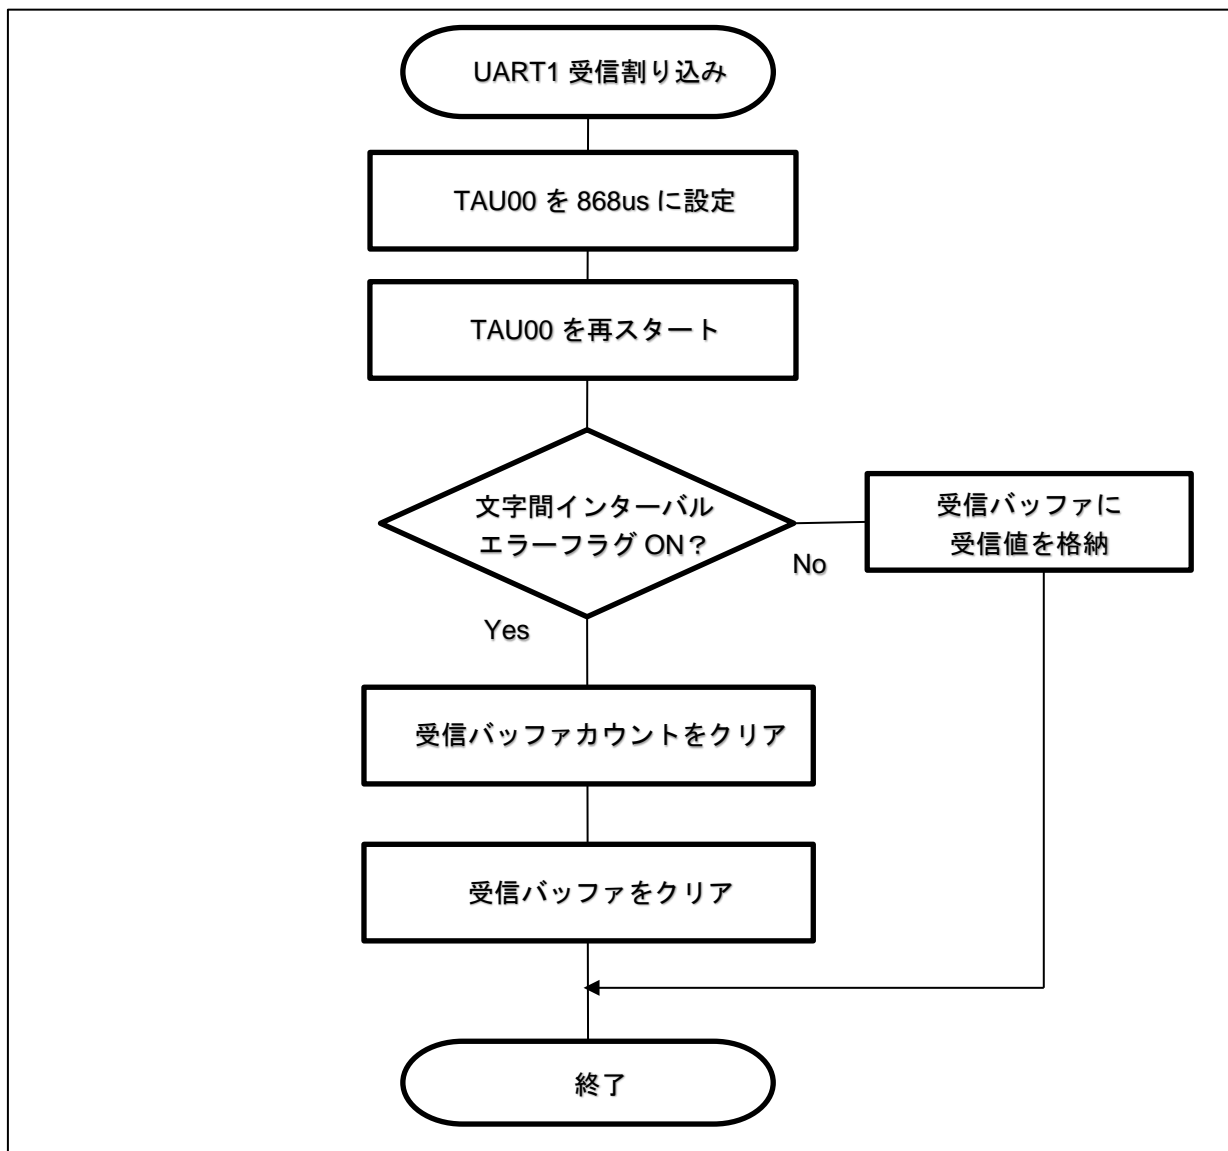 UART1 受信割り込み
TAU00 を 868us に設定
TAU00 を再スタート
文字間インターバル
エラーフラグ ON？
No
受信バッファに
受信値を格納
Yes
受信バッファカウントをクリア
受信バッファをクリア
終了